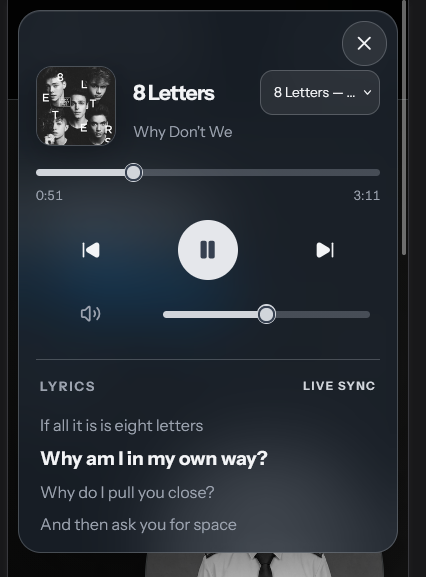 8 Letters
8 Letters — ...
Why Don't We
0:51
3:11
LYRICS
LIVE SYNC
If all it is is eight letters
Why am I in my own way?
Why do I pull you close?
And then ask you for space